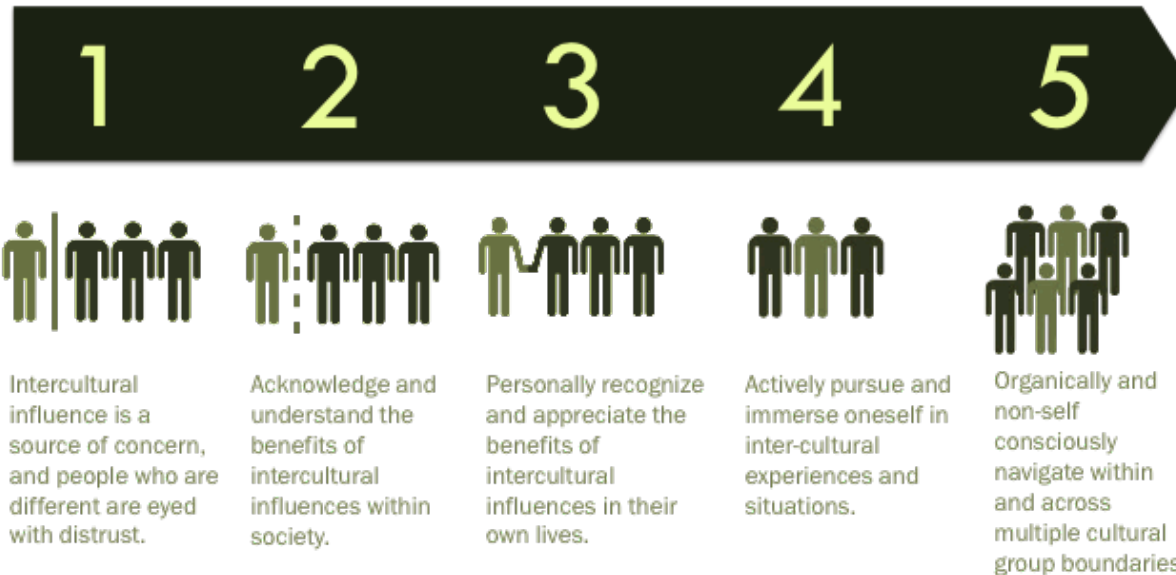 1 2 3 4 5
Intercultural
influence is a
source of concern,
and people who are
different are eyed
with distrust.
Acknowledge and
understand the
benefits of
intercultural
influences within
society.
Personally recognize
and appreciate the
benefits of
intercultural
influences in their
own lives.
Actively pursue and
immerse oneself in
inter-cultural
experiences and
situations.
Organically and
non-self
consciously
navigate within
and across
multiple cultural
group boundaries